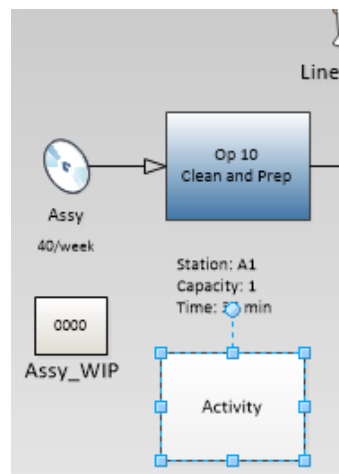 Line
Op 10
Clean and Prep
Assy
40/week
Station: A1
Capacity: 1
Time: min
0000
Assy_WIP
Activity